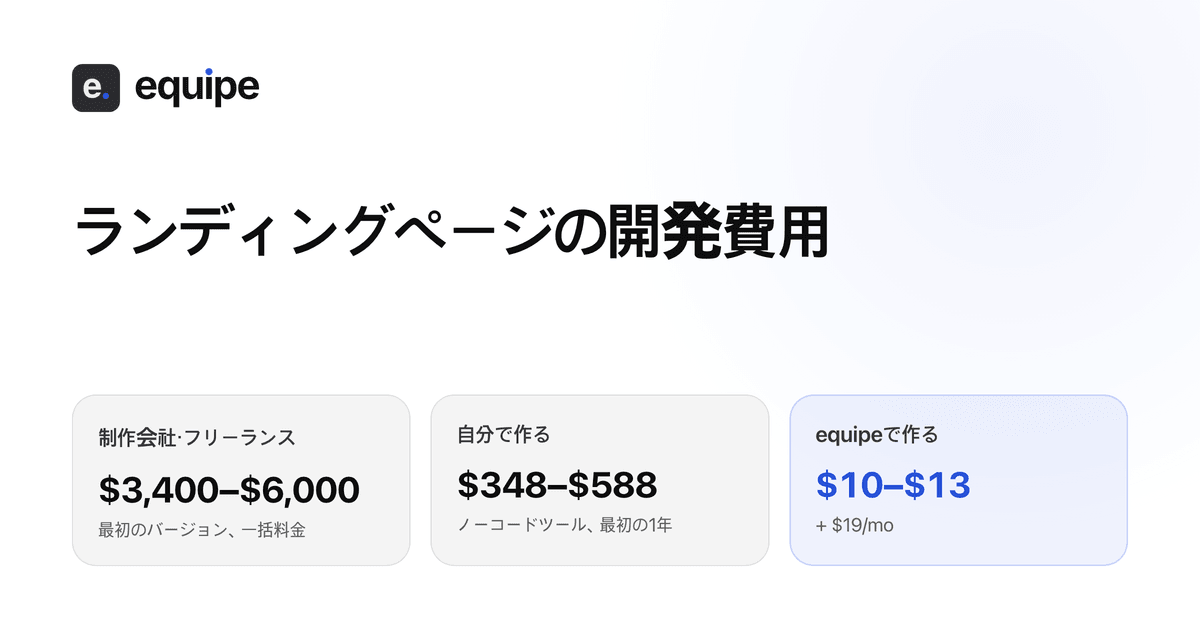 e. equipe
ランディングページの開発費用
制作会社·フリーランス
$3,400–$6,000
最初のバージョン、一括料金
自分で作る
$348–$588
ノーコードツール、最初の1年
equipeで作る
$10–$13
+ $19/mo